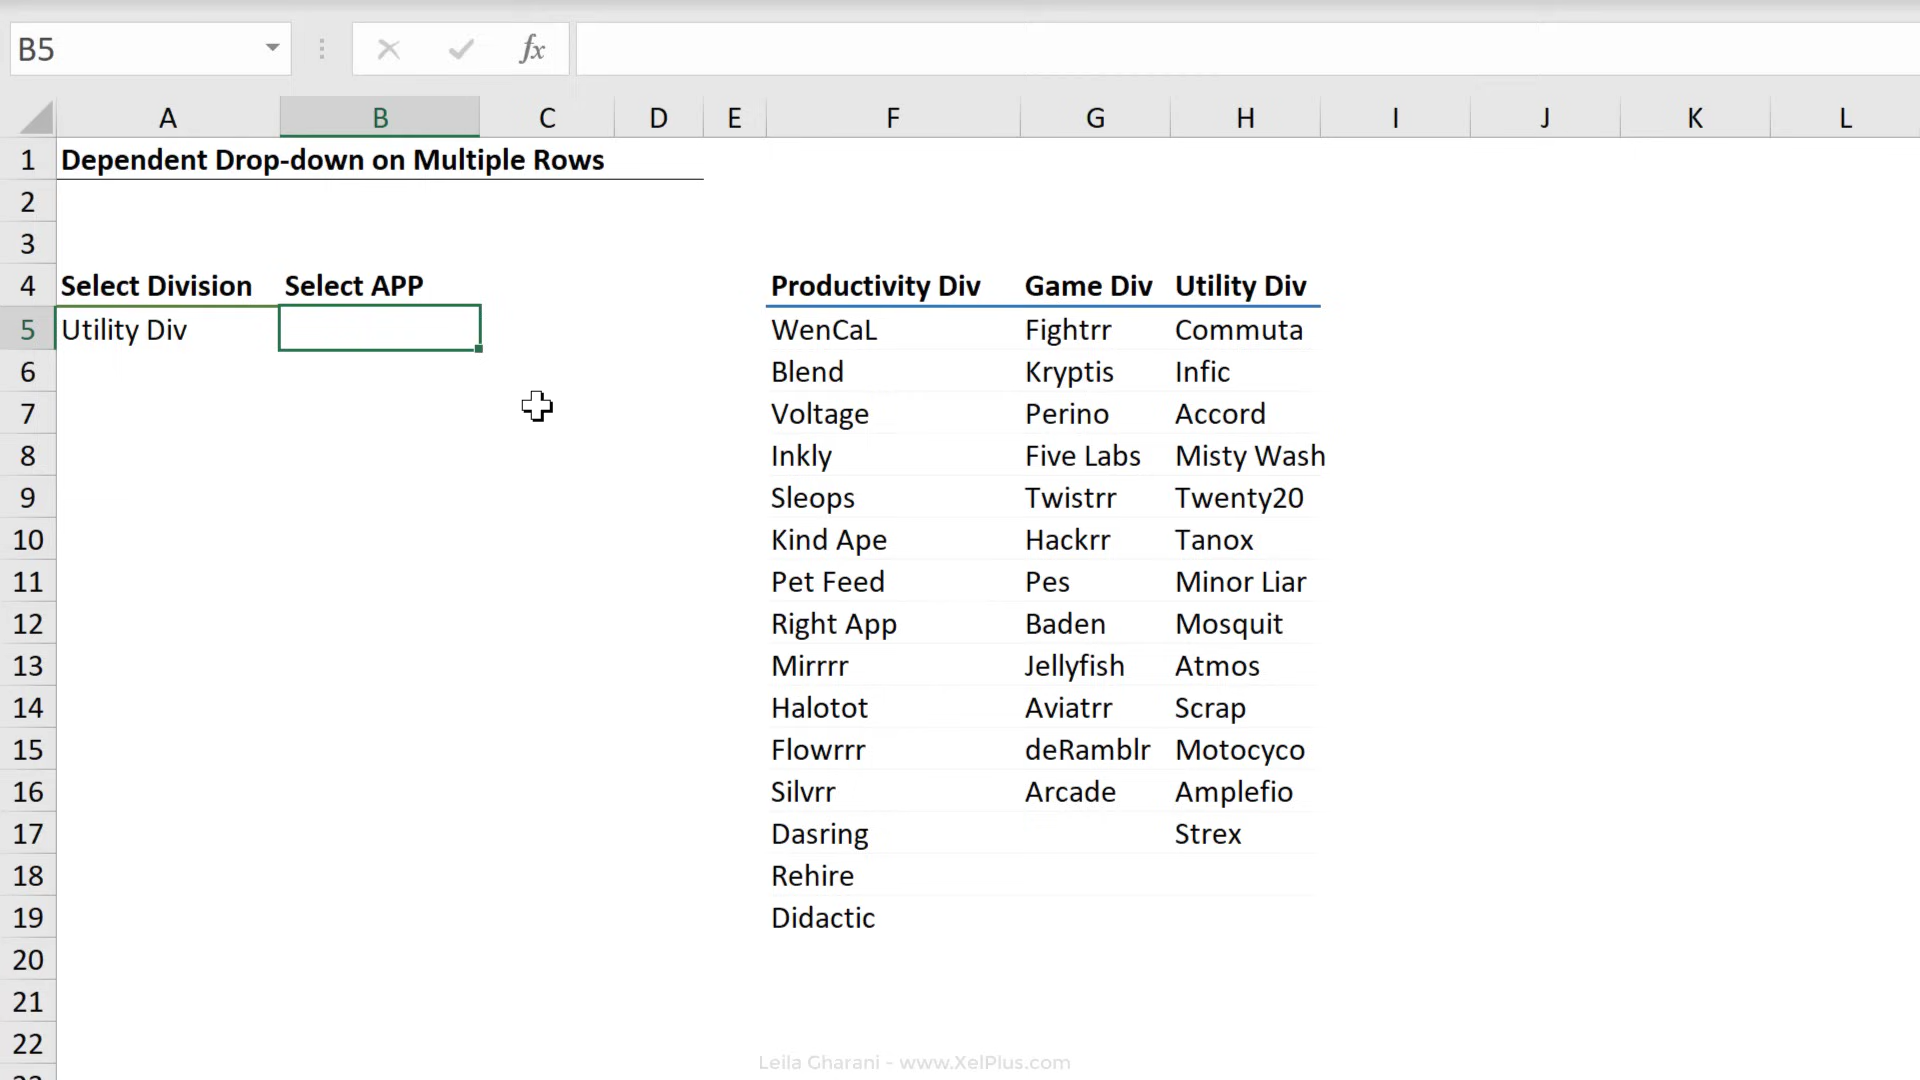 B5 fx
A B C D E F G H I J K L
1 Dependent Drop-down on Multiple Rows
2
3
4 Select Division Select APP Productivity Div Game Div Utility Div
5 Utility Div WenCaL Fightrr Commuta
6 Blend Kryptis Infic
7 Voltage Perino Accord
8 Inkly Five Labs Misty Wash
9 Sleops Twistrr Twenty20
10 Kind Ape Hackrr Tanox
11 Pet Feed Pes Minor Liar
12 Right App Baden Mosquit
13 Mirrrr Jellyfish Atmos
14 Halotot Aviatrr Scrap
15 Flowrrr deRamblr Motocyco
16 Silvrr Arcade Amplefio
17 Dasring Strex
18 Rehire
19 Didactic
20
21
22
Leila Gharani - www.XelPlus.com